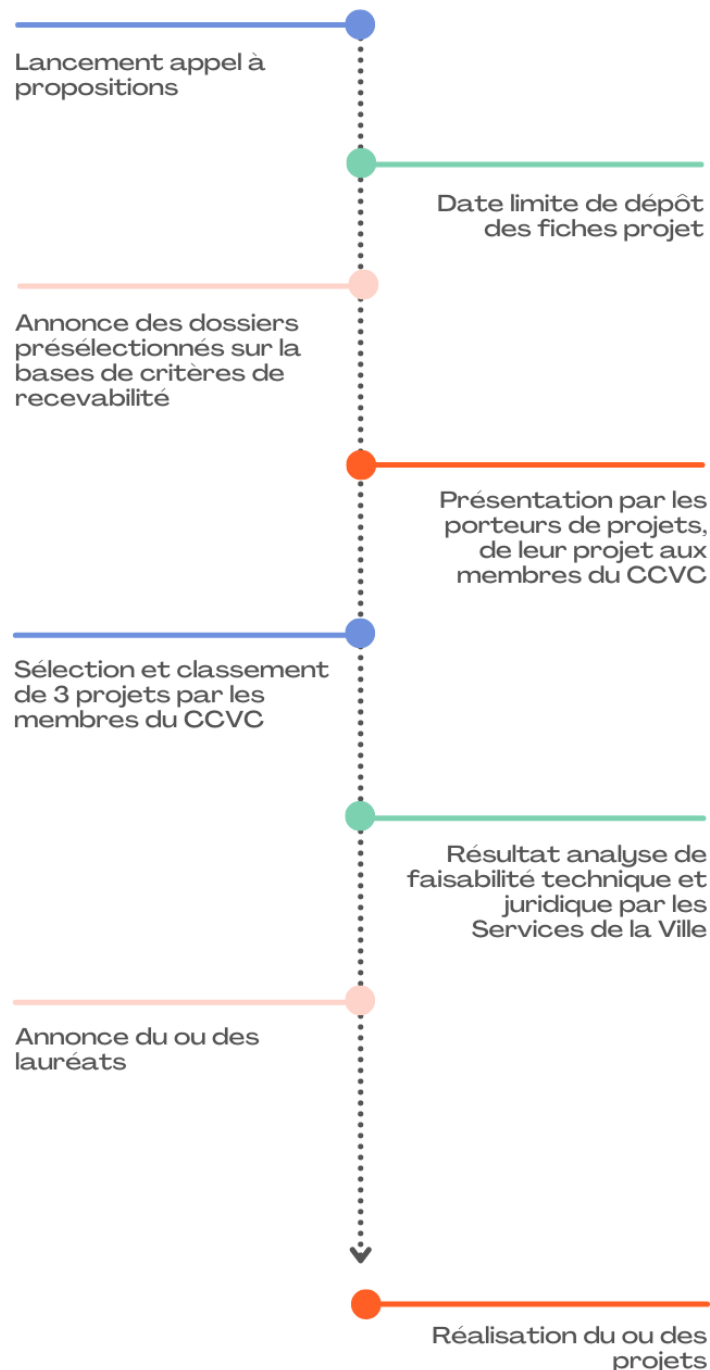 Lancement appel à
propositions
Date limite de dépôt
des fiches projet
Annonce des dossiers
présélectionnés sur la
bases de critères de
recevabilité
Présentation par les
porteurs de projets,
de leur projet aux
membres du CCVC
Sélection et classement
de 3 projets par les
membres du CCVC
Résultat analyse de
faisabilité technique et
juridique par les
Services de la Ville
Annonce du ou des
lauréats
Réalisation du ou des
projets